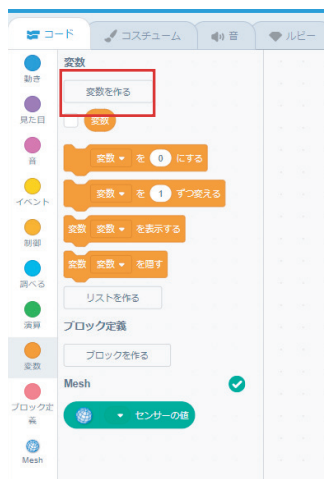 コード
コスチューム
音
ルビー
動き
見た目
音
イベント
制御
調べる
演算
変数
ブロック定
義
Mesh
変数
変数を作る
変数
変数 を 0 にする
変数 を 1 ずつ変える
変数 変数 を表示する
変数 変数 を隠す
リストを作る
ブロック定義
ブロックを作る
Mesh
センサーの値